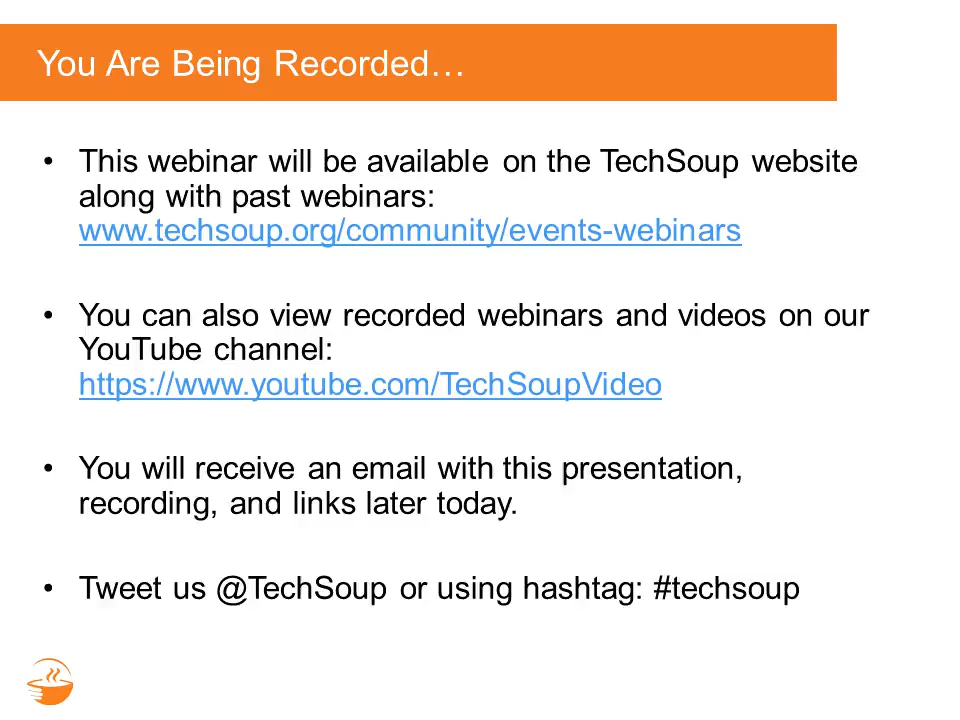 You Are Being Recorded…
• This webinar will be available on the TechSoup website
along with past webinars:
www.techsoup.org/community/events-webinars
• You can also view recorded webinars and videos on our
YouTube channel:
https://www.youtube.com/TechSoupVideo
• You will receive an email with this presentation,
recording, and links later today.
• Tweet us @TechSoup or using hashtag: #techsoup